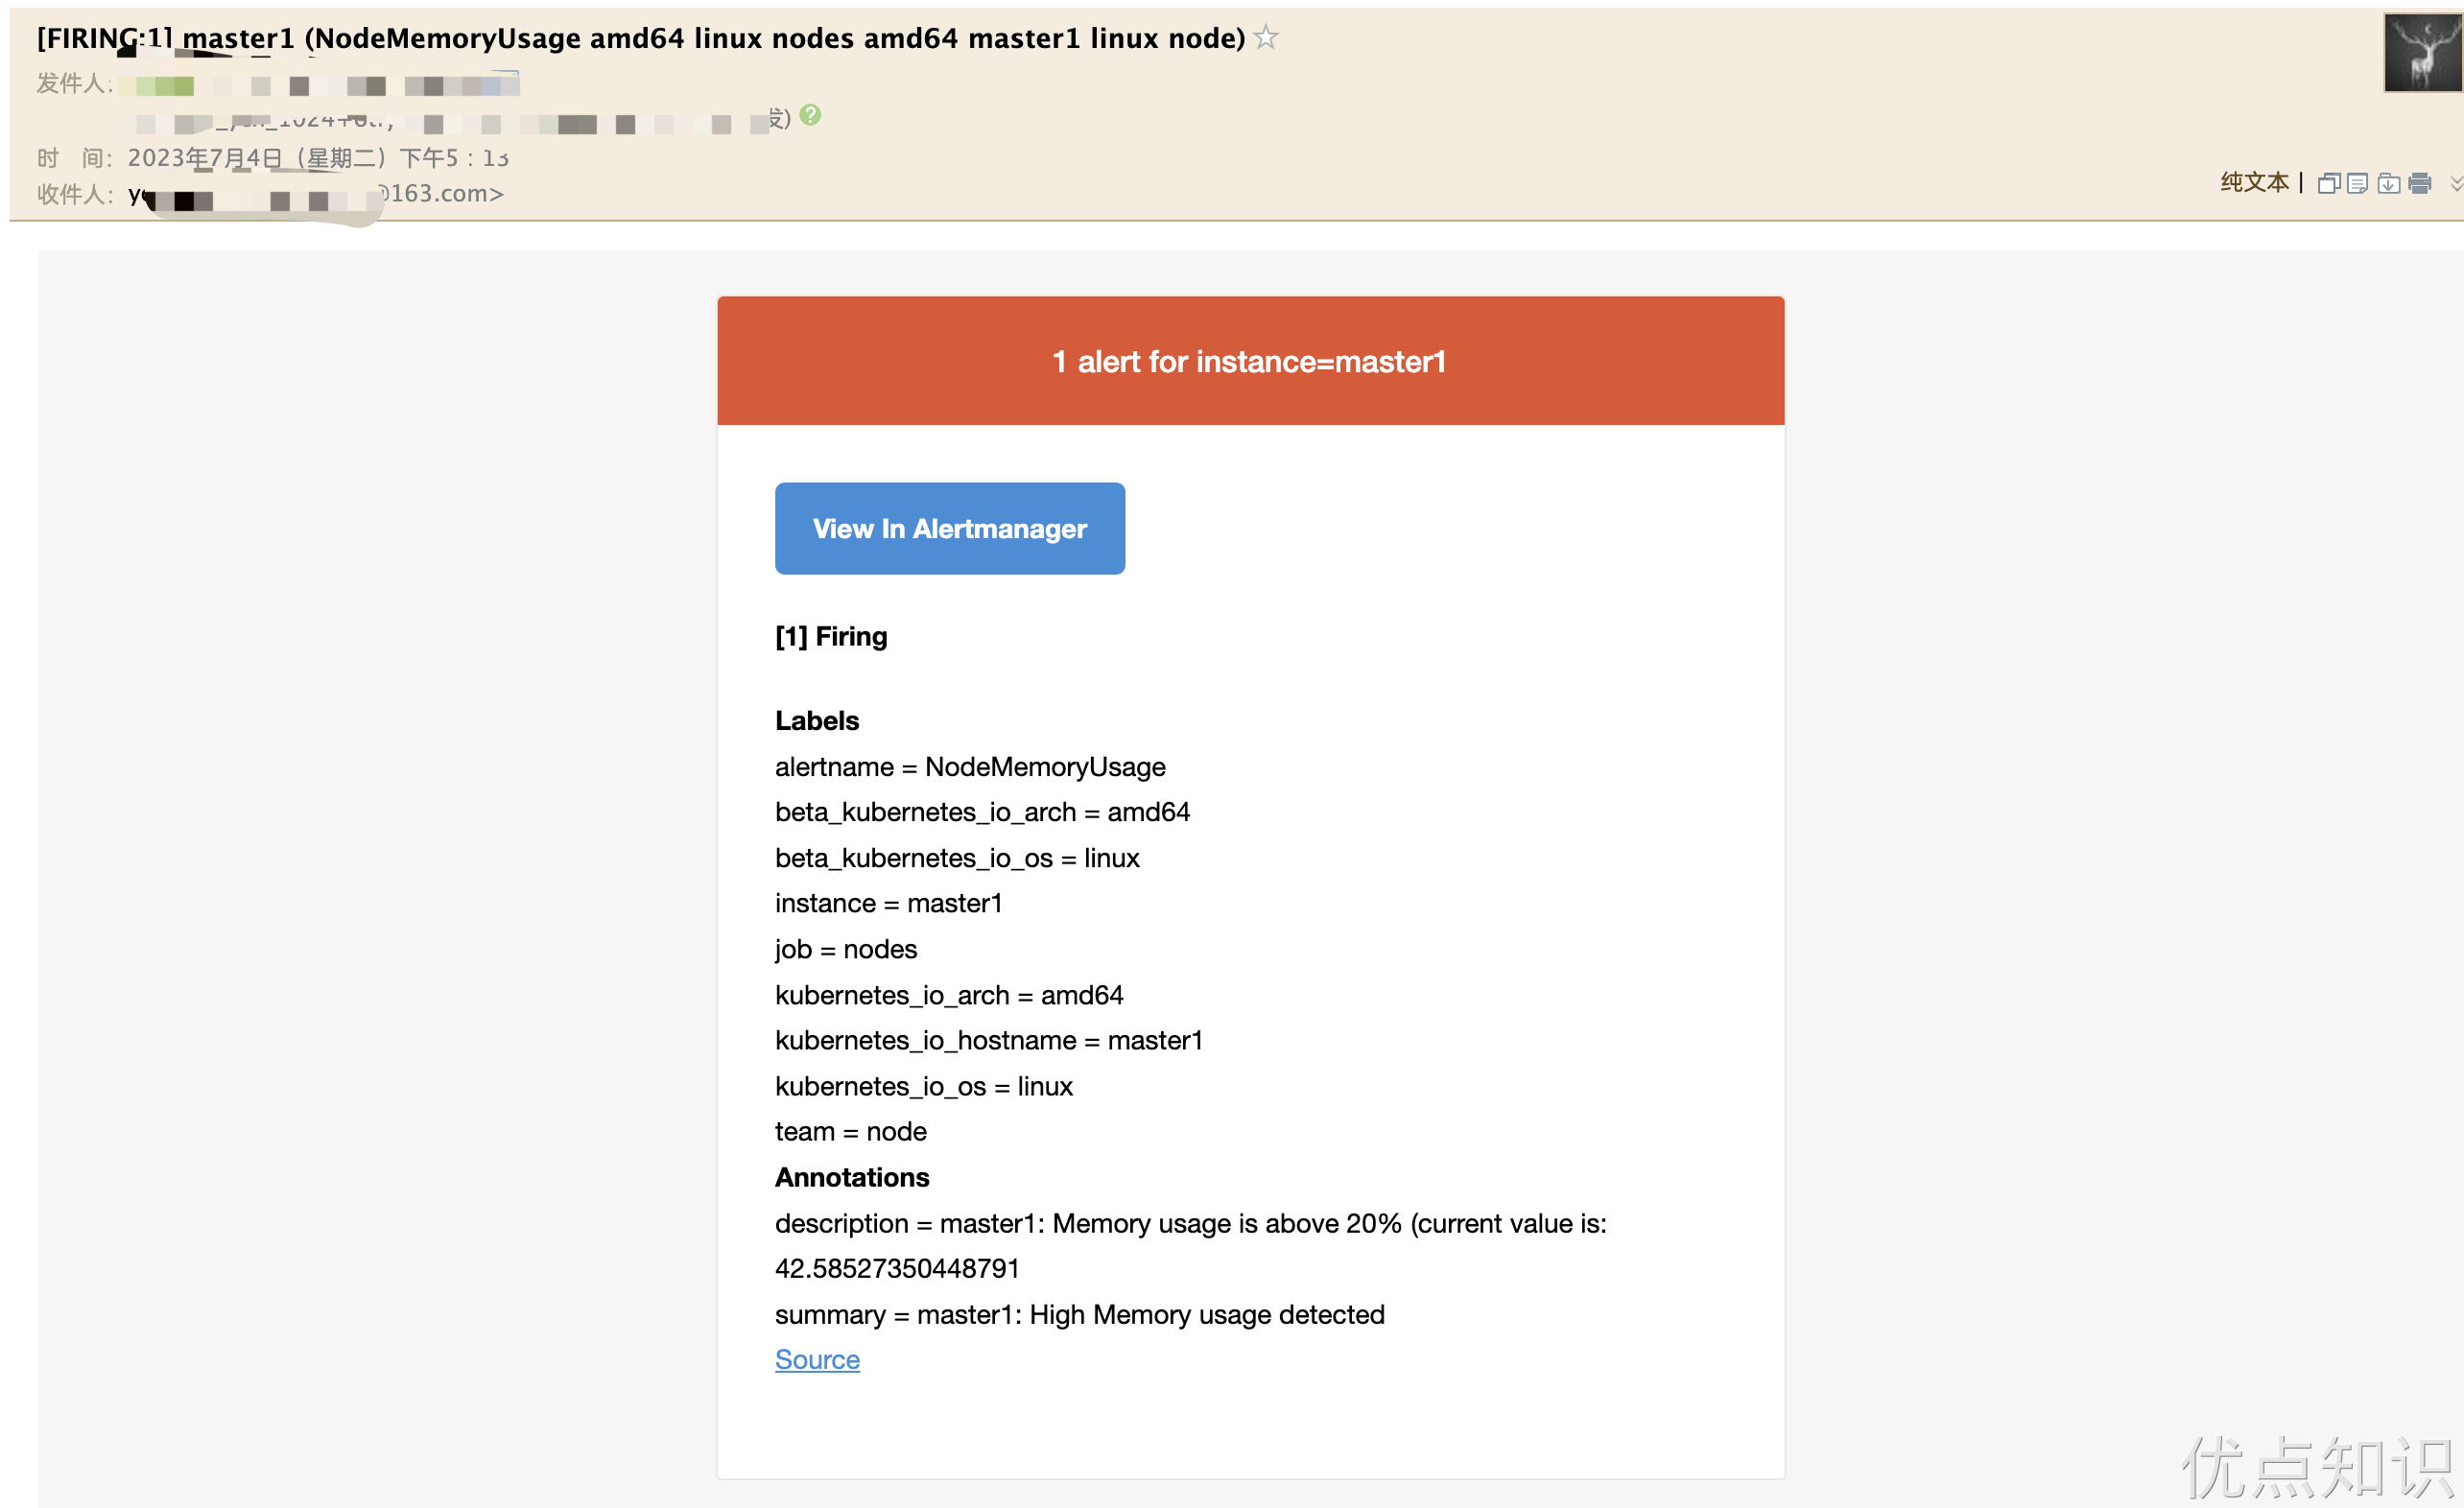 [FIRING:1] master1 (NodeMemoryUsage amd64 linux nodes amd64 master1 linux node)
发件人:
发)
时 间: 2023年7月4日（星期二）下午5：13
收件人: @163.com>
纯文本 |
1 alert for instance=master1
View In Alertmanager
[1] Firing
Labels
alertname = NodeMemoryUsage
beta_kubernetes_io_arch = amd64
beta_kubernetes_io_os = linux
instance = master1
job = nodes
kubernetes_io_arch = amd64
kubernetes_io_hostname = master1
kubernetes_io_os = linux
team = node
Annotations
description = master1: Memory usage is above 20% (current value is:
42.58527350448791
summary = master1: High Memory usage detected
Source
优点知识